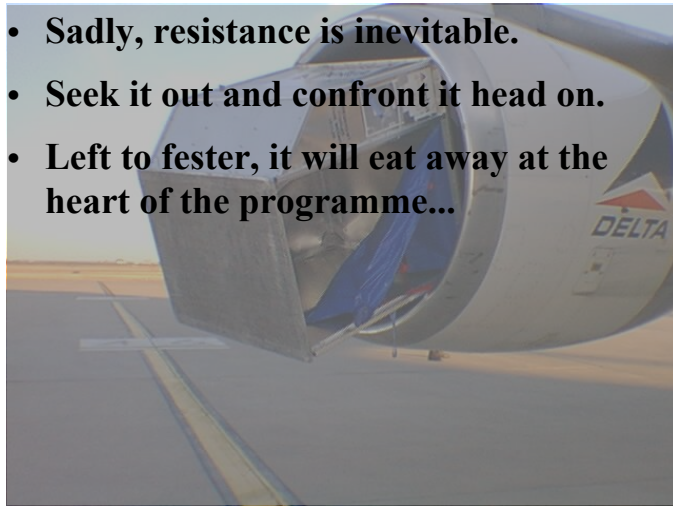 • Sadly, resistance is inevitable.
• Seek it out and confront it head on.
• Left to fester, it will eat away at the
heart of the programme...
DELTA